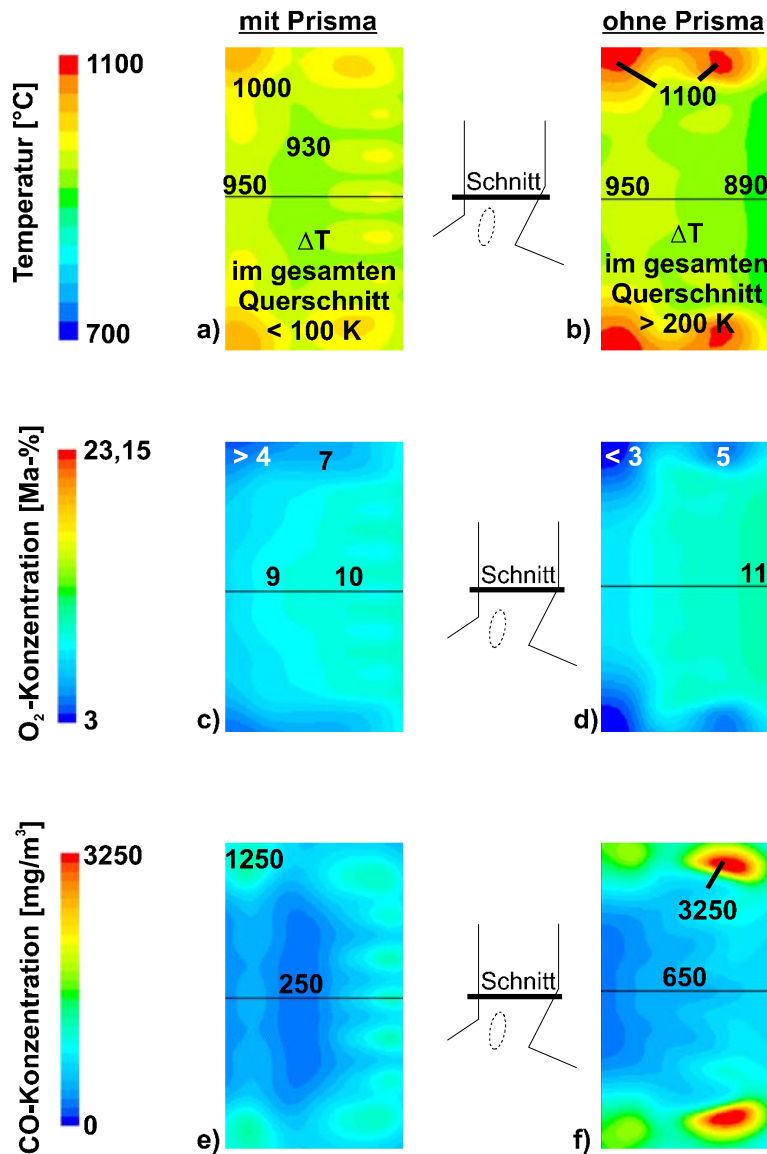 mit Prisma
ohne Prisma
Temperatur [°C]
1100
700
1000
930
950
ΔT
im gesamten
Querschnitt
< 100 K
a)
Schnitt
1100
950
890
ΔT
im gesamten
Querschnitt
> 200 K
b)
O₂-Konzentration [Ma-%]
23,15
3
> 4
7
9
10
c)
Schnitt
< 3
5
11
d)
CO-Konzentration [mg/m³]
3250
0
1250
250
e)
Schnitt
3250
650
f)